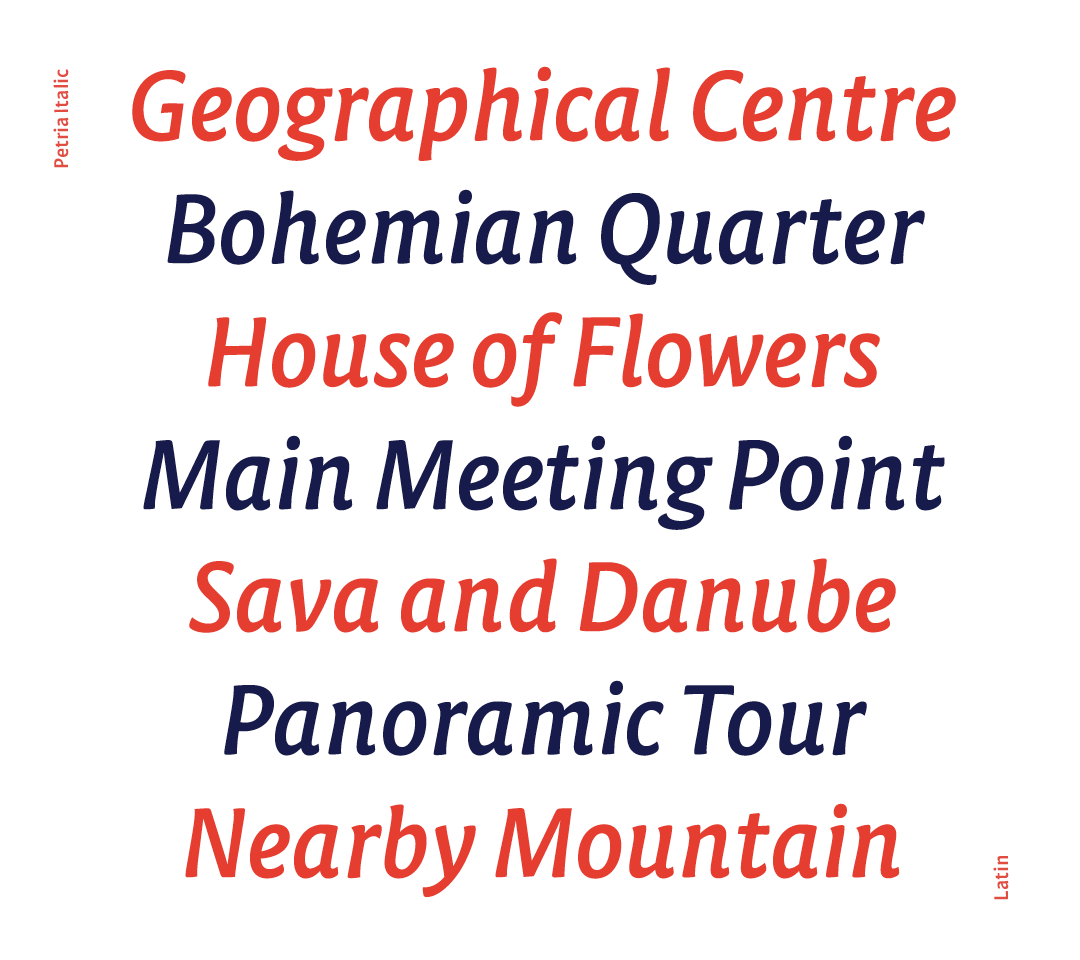 Petria Italic
Geographical Centre
Bohemian Quarter
House of Flowers
Main Meeting Point
Sava and Danube
Panoramic Tour
Nearby Mountain
Latin